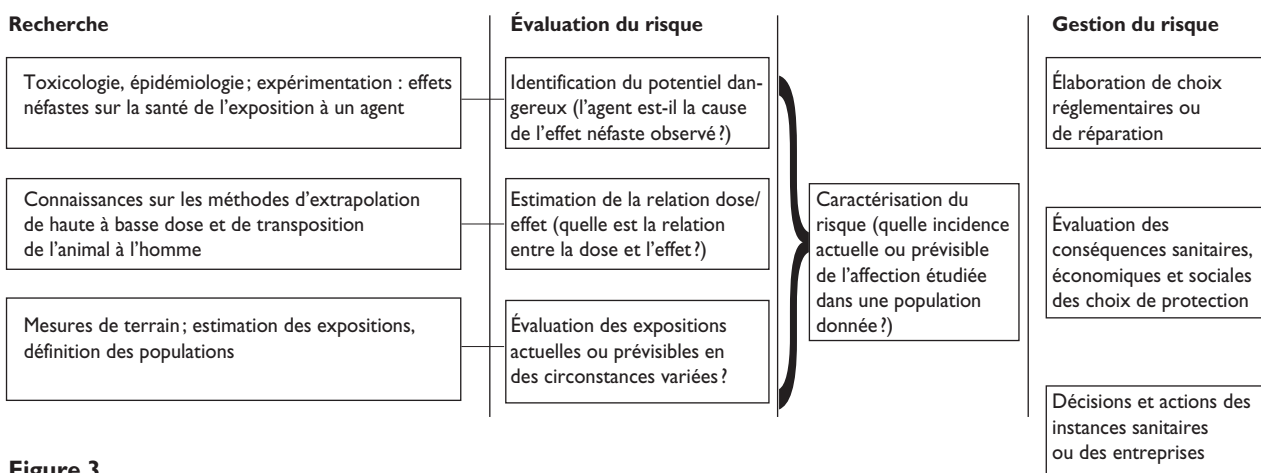 Recherche
Toxicologie, épidémiologie ; expérimentation : effets
néfastes sur la santé de l'exposition à un agent
Connaissances sur les méthodes d'extrapolation
de haute à basse dose et de transposition
de l'animal à l'homme
Mesures de terrain ; estimation des expositions,
définition des populations
Évaluation du risque
Identification du potentiel dan-
gereux (l'agent est-il la cause
de l'effet néfaste observé ?)
Estimation de la relation dose/
effet (quelle est la relation
entre la dose et l'effet ?)
Évaluation des expositions
actuelles ou prévisibles en
des circonstances variées ?
Caractérisation du
risque (quelle incidence
actuelle ou prévisible
de l'affection étudiée
dans une population
donnée ?)
Gestion du risque
Élaboration de choix
réglementaires ou
de réparation
Évaluation des
conséquences sanitaires,
économiques et sociales
des choix de protection
Décisions et actions des
instances sanitaires
ou des entreprises
Figure 3